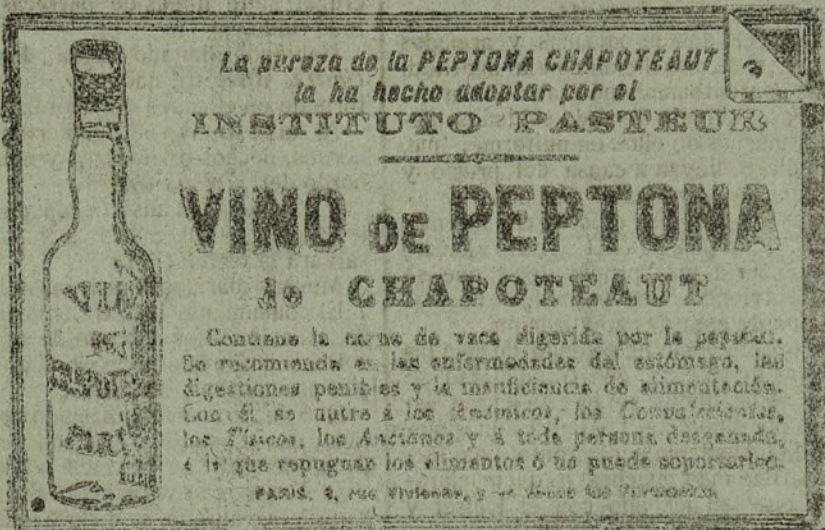 La pureza de la PEPTONA CHAPOTEAUT
la ha hecho adoptar por el
INSTITUTO PASTEUR
VINO DE PEPTONA
de CHAPOTEAUT
Contiene la carne de vaca digerida por la pepsina.
Se recomienda en las enfermedades del estómago, las
digestiones penibles y la insuficiencia de alimentación.
Con él se nutre á los Anémicos, los Convalecientes,
los Tísicos, los Ancianos y á toda persona desganada,
á la que repugnan los alimentos ó no puede soportarlos.
PARIS, 8, rue Vivienne, y en todas las Farmacias